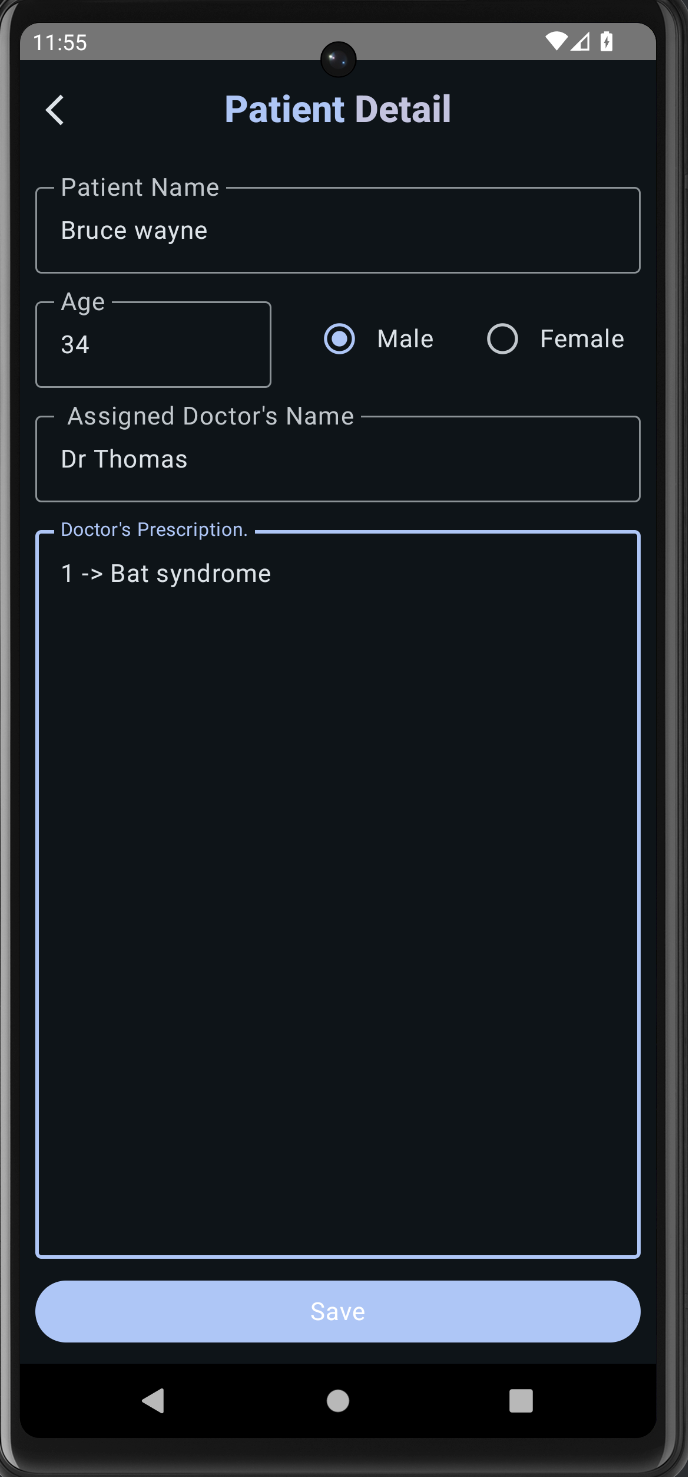 11:55
Patient Detail
Patient Name
Bruce wayne
Age
34
Male
Female
Assigned Doctor's Name
Dr Thomas
Doctor's Prescription.
1 -> Bat syndrome
Save